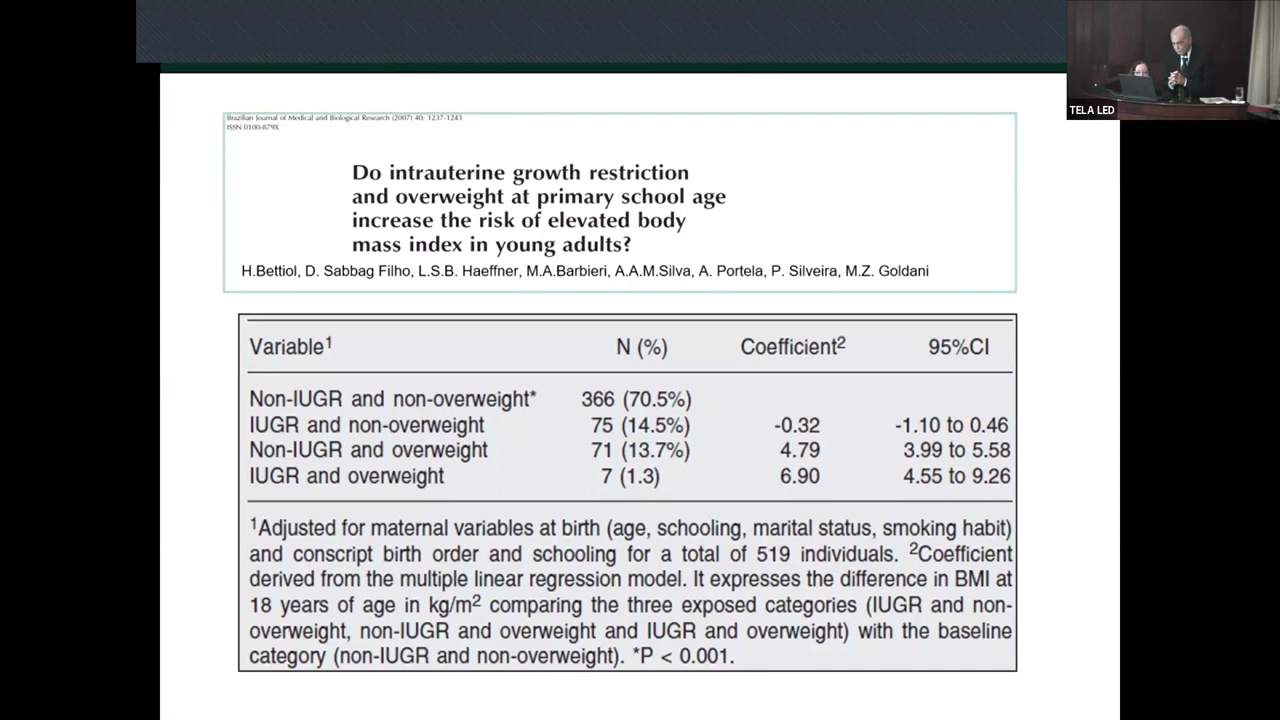 TELA LED
Brazilian Journal of Medical and Biological Research (2007) 40: 1237-1243
ISSN 0100-879X
Do intrauterine growth restriction
and overweight at primary school age
increase the risk of elevated body
mass index in young adults?
H.Bettiol, D. Sabbag Filho, L.S.B. Haeffner, M.A.Barbieri, A.A.M.Silva, A. Portela, P. Silveira, M.Z. Goldani
Variable¹ N (%) Coefficient² 95%CI
Non-IUGR and non-overweight* 366 (70.5%)
IUGR and non-overweight 75 (14.5%) -0.32 -1.10 to 0.46
Non-IUGR and overweight 71 (13.7%) 4.79 3.99 to 5.58
IUGR and overweight 7 (1.3) 6.90 4.55 to 9.26
¹Adjusted for maternal variables at birth (age, schooling, marital status, smoking habit)
and conscript birth order and schooling for a total of 519 individuals. ²Coefficient
derived from the multiple linear regression model. It expresses the difference in BMI at
18 years of age in kg/m² comparing the three exposed categories (IUGR and non-
overweight, non-IUGR and overweight and IUGR and overweight) with the baseline
category (non-IUGR and non-overweight). *P < 0.001.